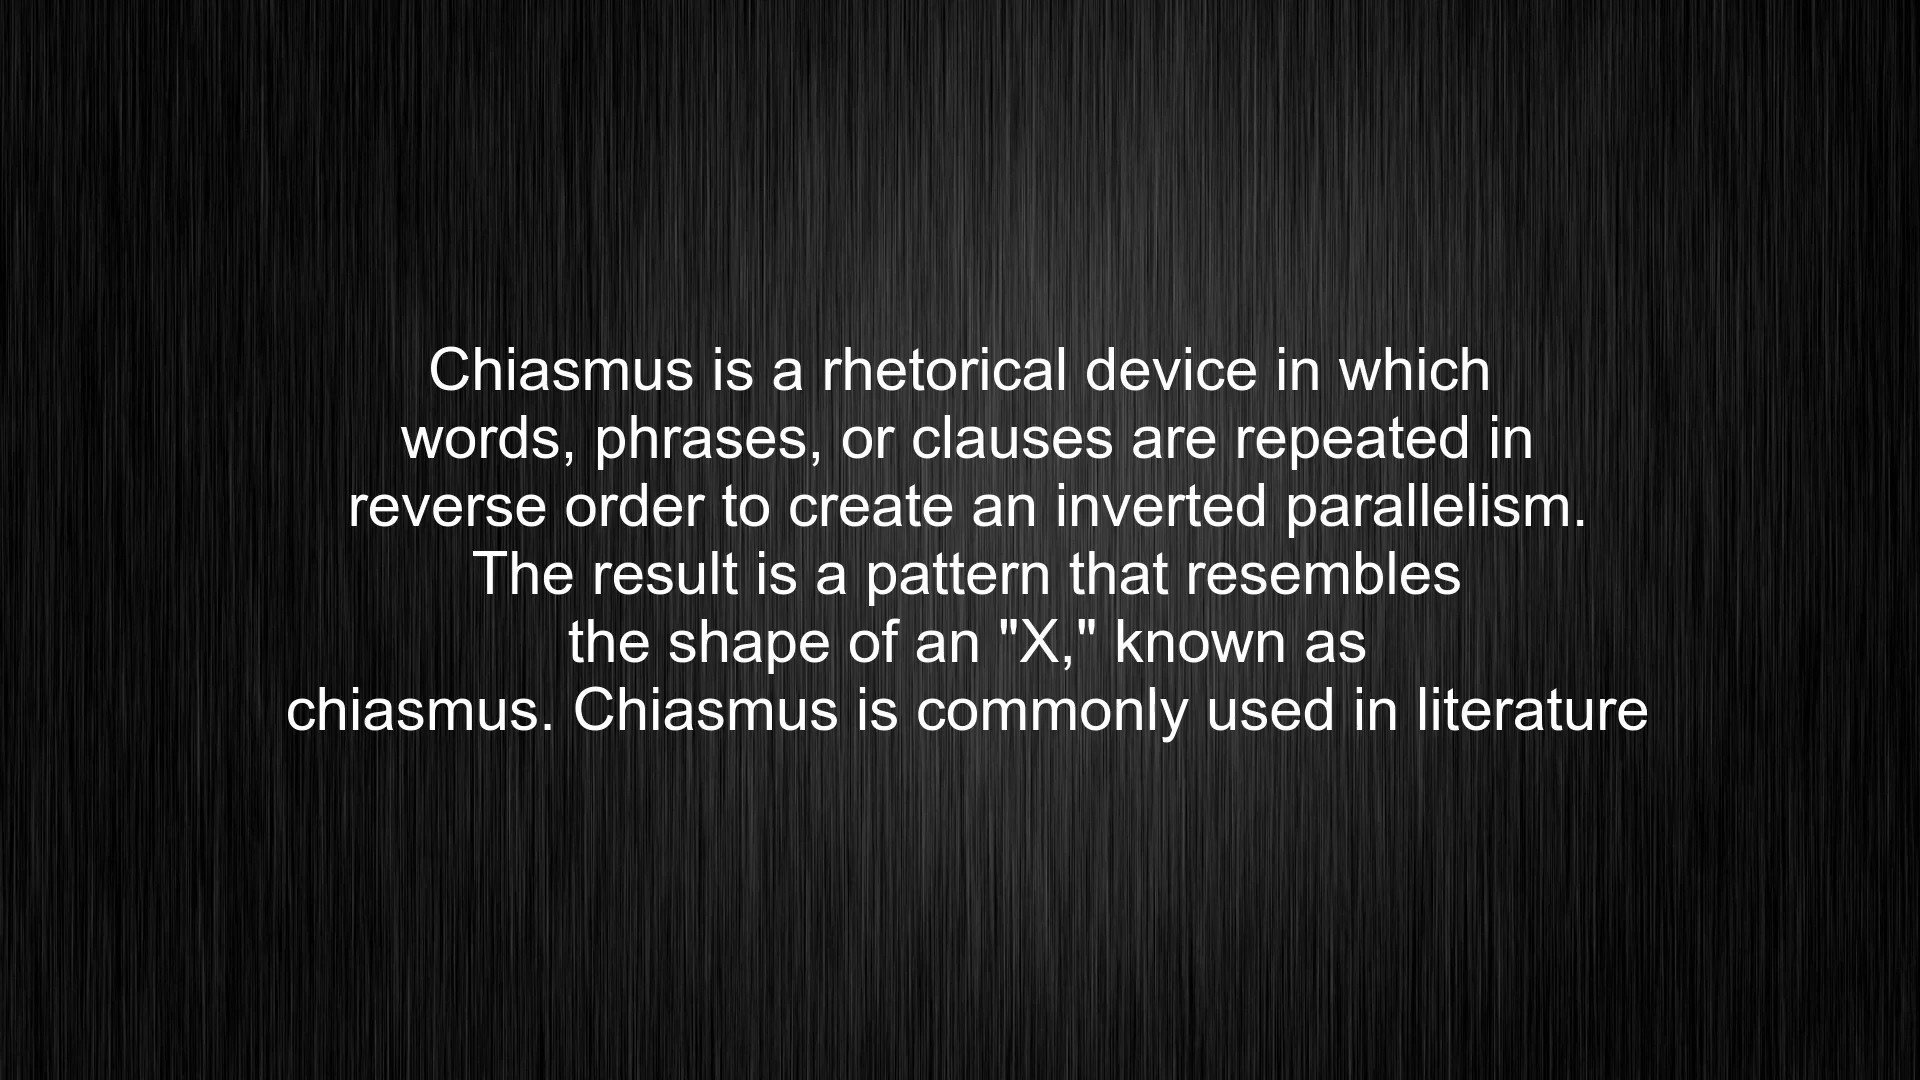 Chiasmus is a rhetorical device in which
words, phrases, or clauses are repeated in
reverse order to create an inverted parallelism.
The result is a pattern that resembles
the shape of an "X," known as
chiasmus. Chiasmus is commonly used in literature